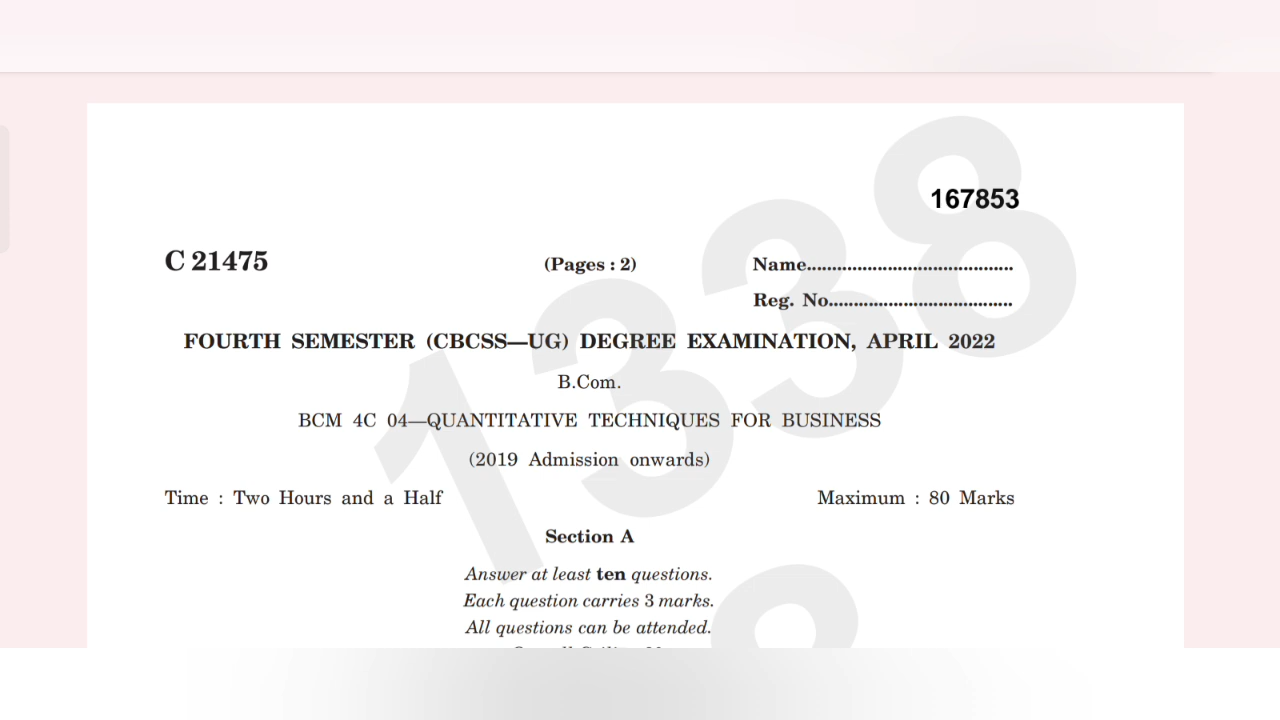 167853
C 21475 (Pages : 2) Name.........................................
Reg. No.....................................
FOURTH SEMESTER (CBCSS—UG) DEGREE EXAMINATION, APRIL 2022
B.Com.
BCM 4C 04—QUANTITATIVE TECHNIQUES FOR BUSINESS
(2019 Admission onwards)
Time : Two Hours and a Half Maximum : 80 Marks
Section A
Answer at least ten questions.
Each question carries 3 marks.
All questions can be attended.
1338